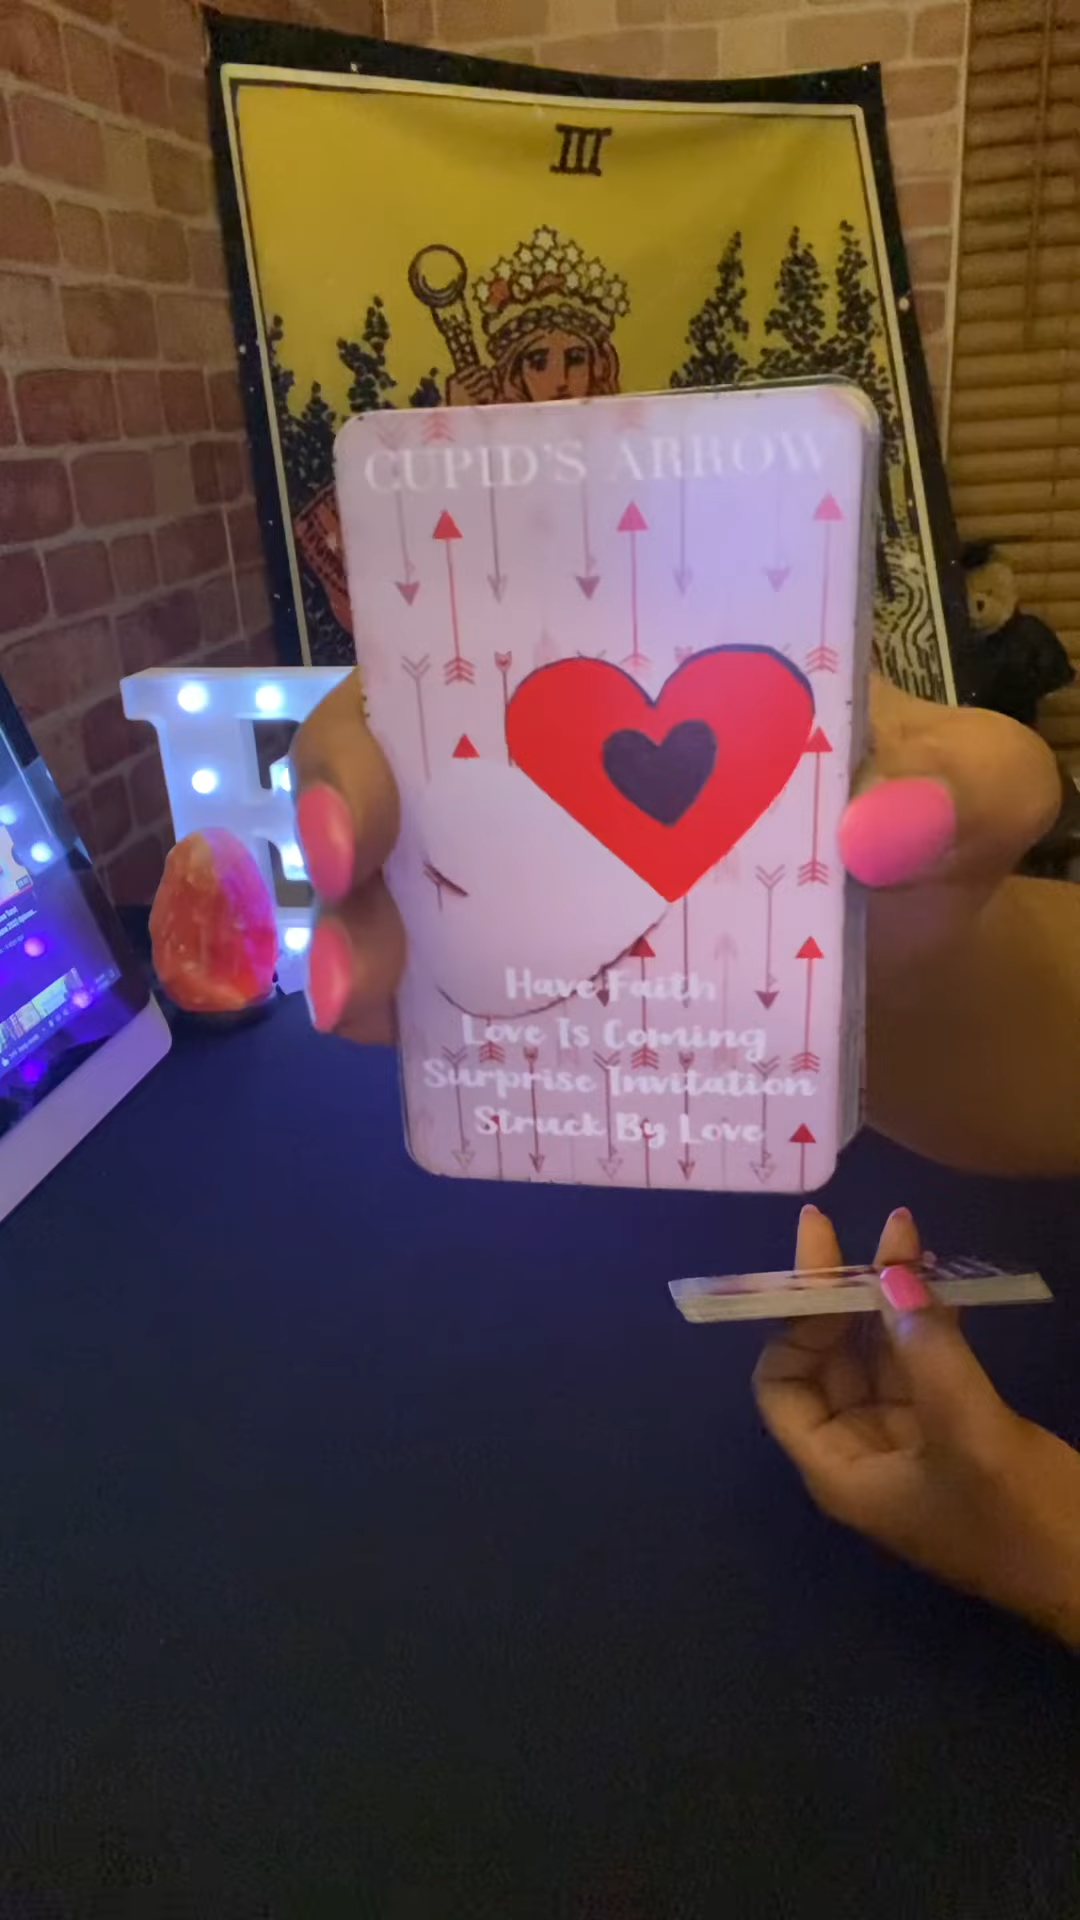 III
CUPID'S ARROW
Have Faith
Love Is Coming
Surprise Invitation
Struck By Love